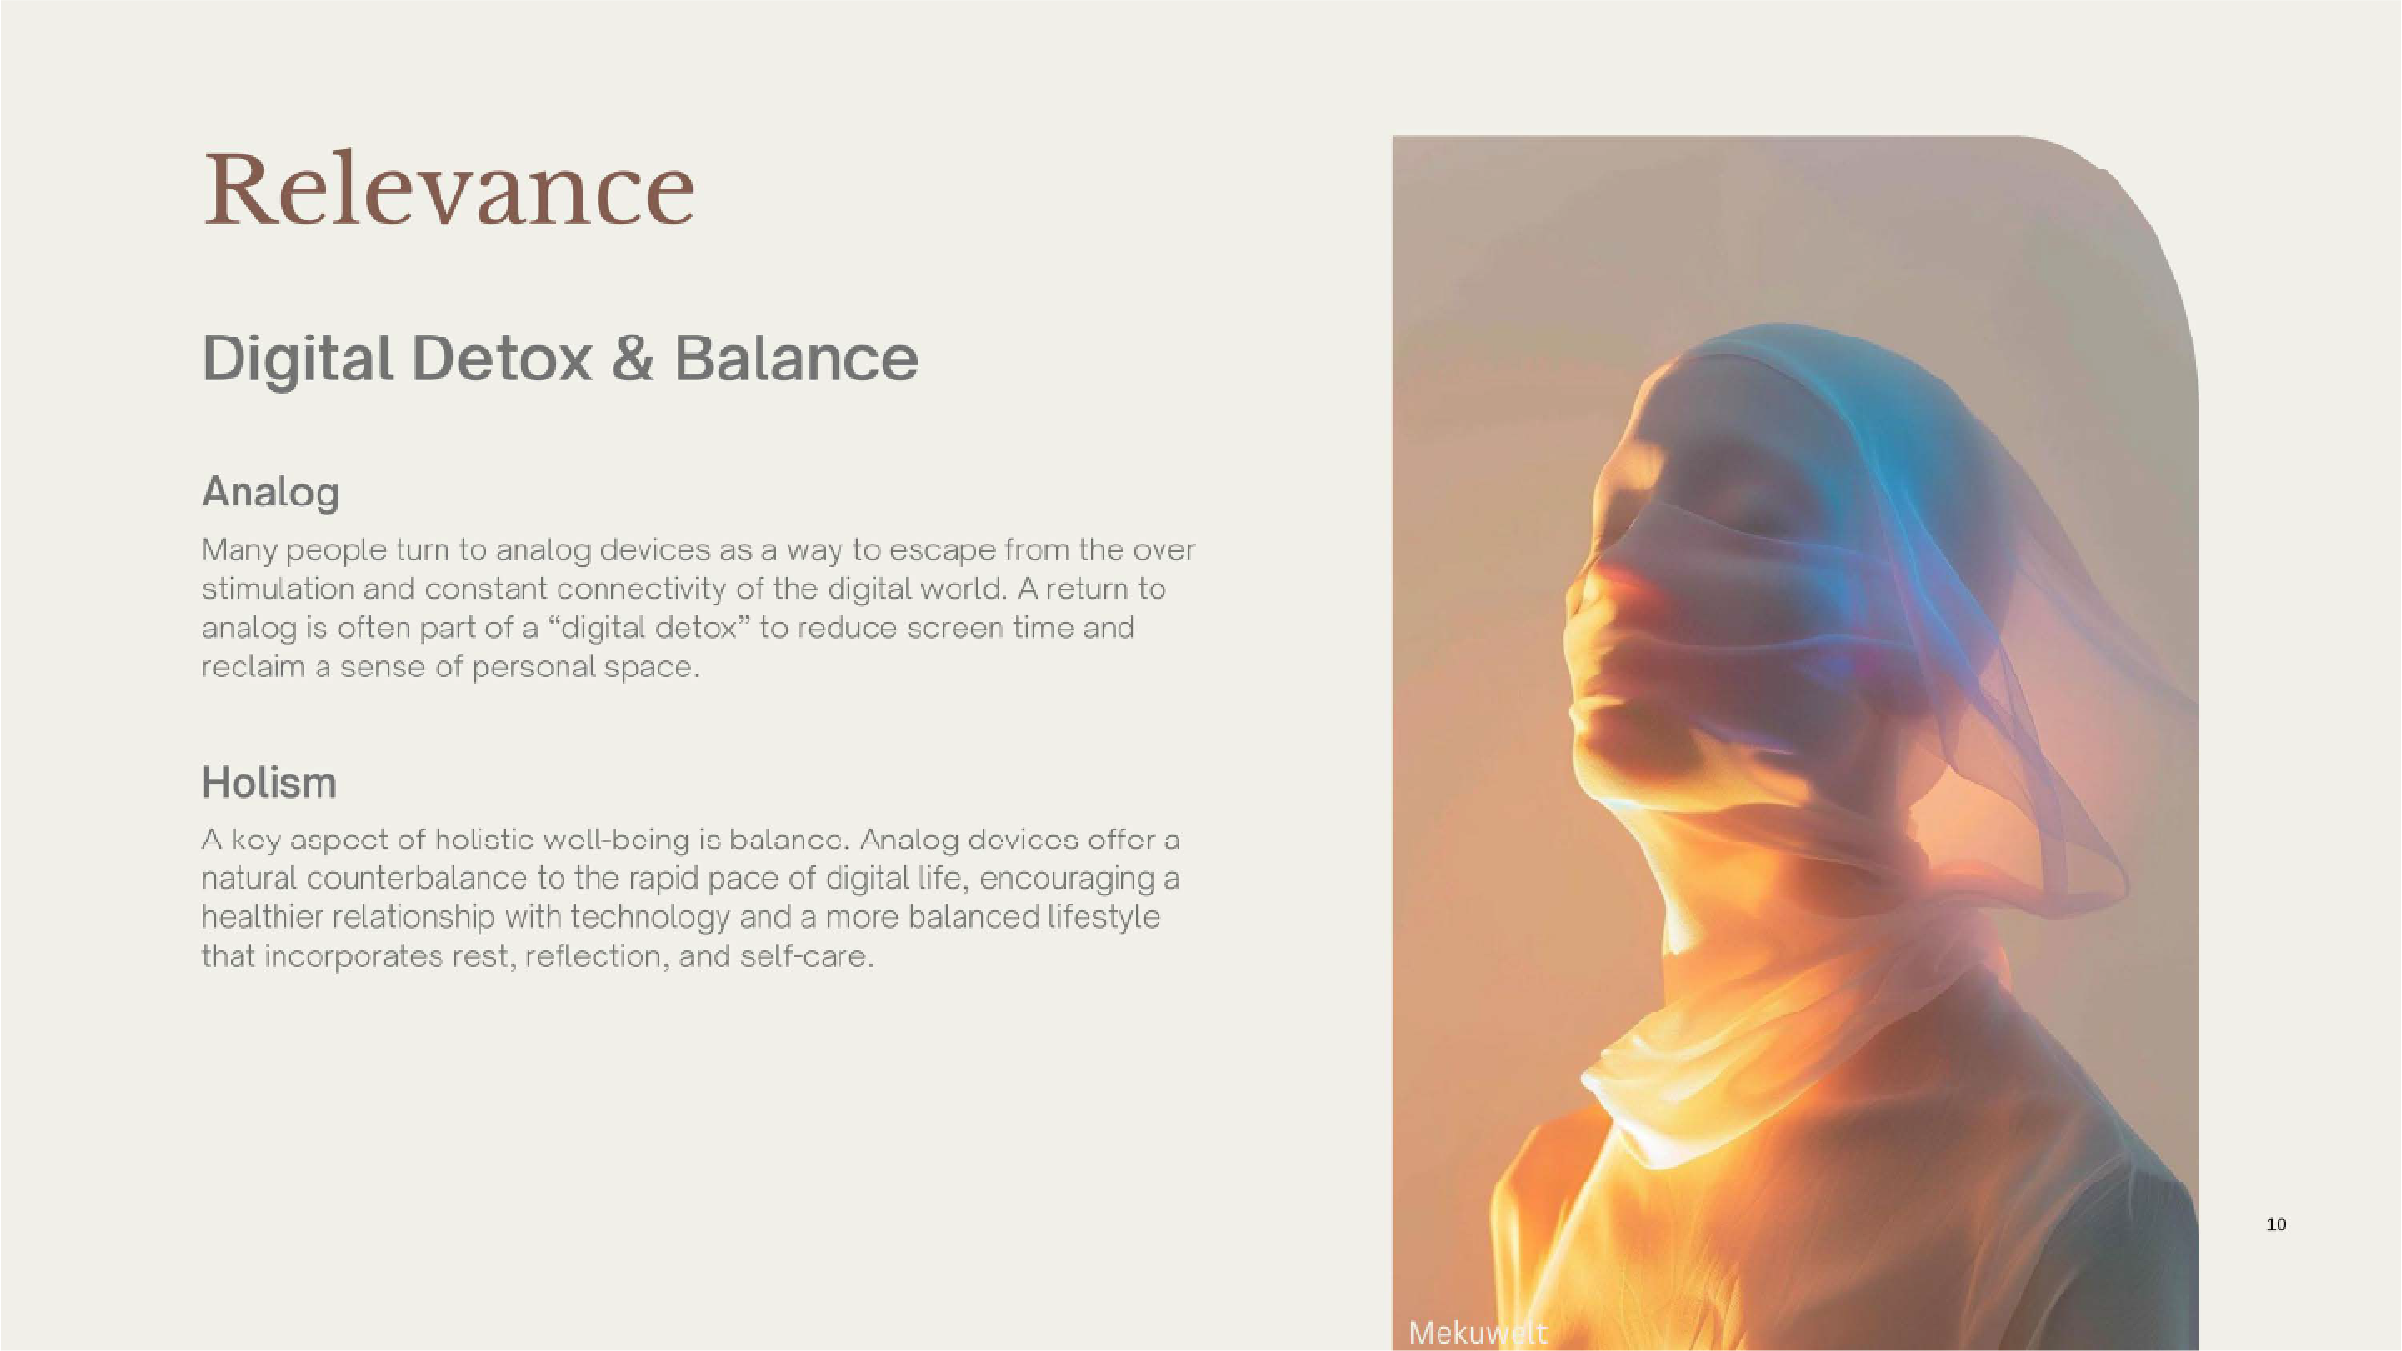 Relevance
Digital Detox & Balance
Analog
Many people turn to analog devices as a way to escape from the over
stimulation and constant connectivity of the digital world. A return to
analog is often part of a “digital detox” to reduce screen time and
reclaim a sense of personal space.
Holism
A key aspect of holistic well-being is balance. Analog devices offer a
natural counterbalance to the rapid pace of digital life, encouraging a
healthier relationship with technology and a more balanced lifestyle
that incorporates rest, reflection, and self-care.
10
Mekuwelt